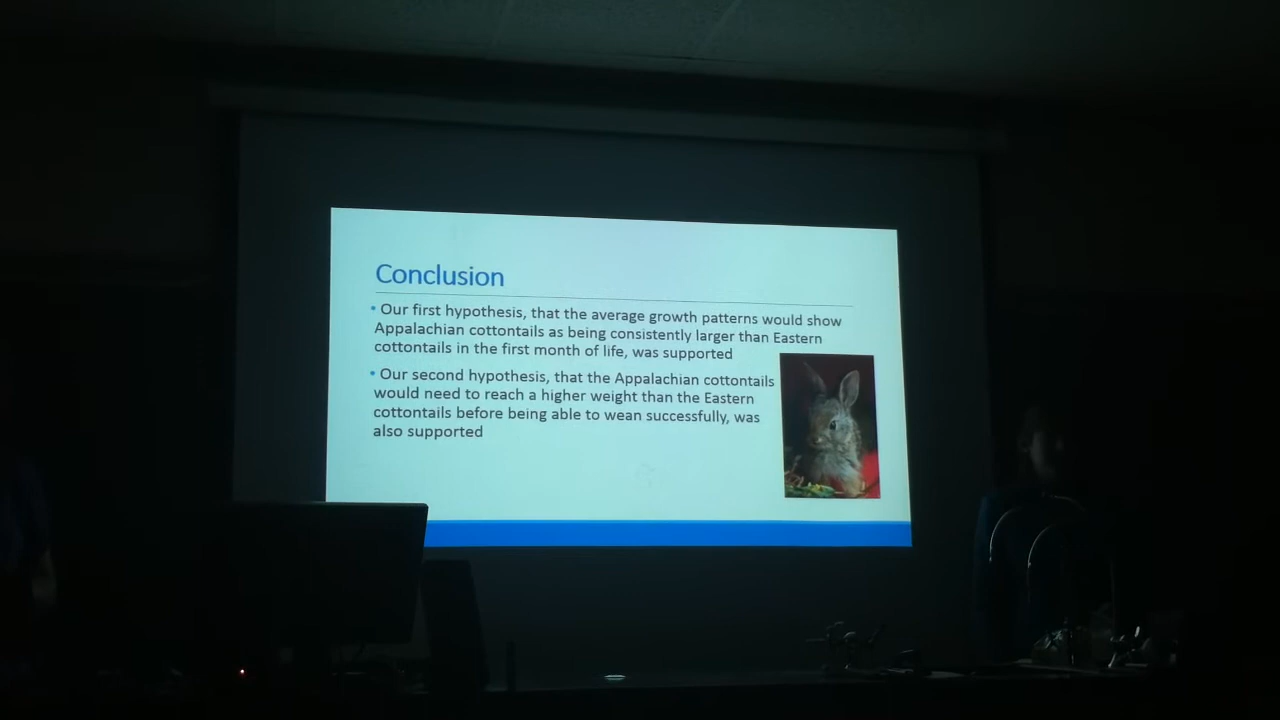 Conclusion
• Our first hypothesis, that the average growth patterns would show
Appalachian cottontails as being consistently larger than Eastern
cottontails in the first month of life, was supported
• Our second hypothesis, that the Appalachian cottontails
would need to reach a higher weight than the Eastern
cottontails before being able to wean successfully, was
also supported